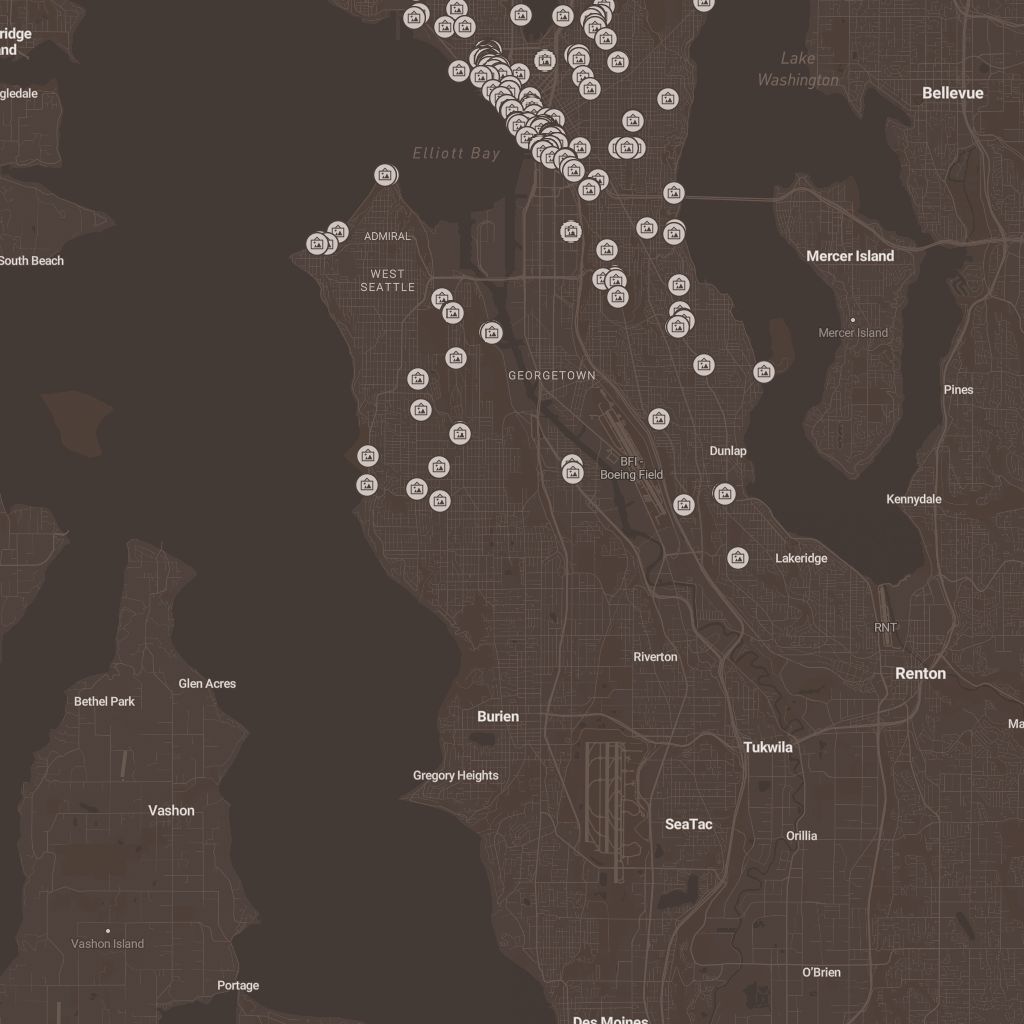 ridge
nd
gledale
Lake
Washington
Bellevue
Elliott Bay
ADMIRAL
South Beach
WEST
SEATTLE
Mercer Island
Mercer Island
GEORGETOWN
Pines
Dunlap
BFI -
Boeing Field
Kennydale
Lakeridge
RNT
Riverton
Renton
Glen Acres
Bethel Park
Burien
Ma
Tukwila
Gregory Heights
Vashon
SeaTac
Orillia
Vashon Island
O'Brien
Portage
Des Moines